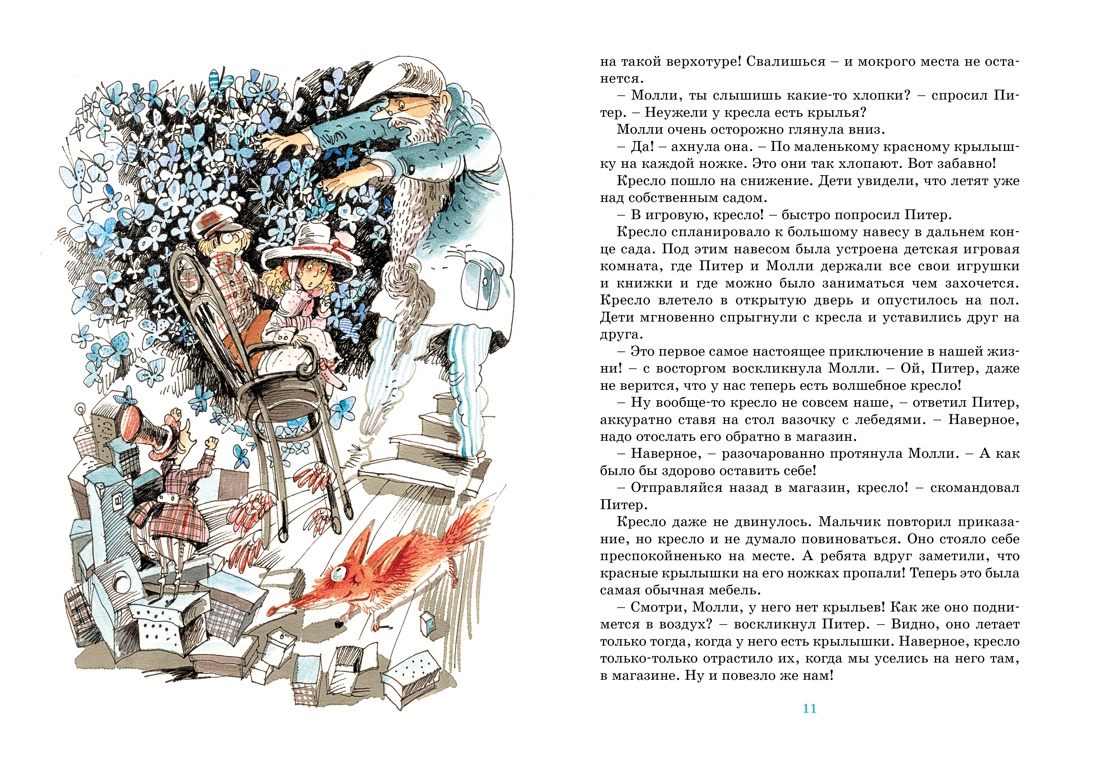 на такой верхотуре! Свалишься – и мокрого места не оста-
нется.
– Молли, ты слышишь какие-то хлопки? – спросил Пи-
тер. – Неужели у кресла есть крылья?
Молли очень осторожно глянула вниз.
– Да! – ахнула она. – По маленькому красному крылыш-
ку на каждой ножке. Это они так хлопают. Вот забавно!
Кресло пошло на снижение. Дети увидели, что летят уже
над собственным садом.
– В игровую, кресло! – быстро попросил Питер.
Кресло спланировало к большому навесу в дальнем кон-
це сада. Под этим навесом была устроена детская игровая
комната, где Питер и Молли держали все свои игрушки
и книжки и где можно было заниматься чем захочется.
Кресло влетело в открытую дверь и опустилось на пол.
Дети мгновенно спрыгнули с кресла и уставились друг на
друга.
– Это первое самое настоящее приключение в нашей жиз-
ни! – с восторгом воскликнула Молли. – Ой, Питер, даже
не верится, что у нас теперь есть волшебное кресло!
– Ну вообще-то кресло не совсем наше, – ответил Питер,
аккуратно ставя на стол вазочку с лебедями. – Наверное,
надо отослать его обратно в магазин.
– Наверное, – разочарованно протянула Молли. – А как
было бы здорово оставить себе!
– Отправляйся назад в магазин, кресло! – скомандовал
Питер.
Кресло даже не двинулось. Мальчик повторил приказа-
ние, но кресло и не думало повиноваться. Оно стояло себе
преспокойненько на месте. А ребята вдруг заметили, что
красные крылышки на его ножках пропали! Теперь это была
самая обычная мебель.
– Смотри, Молли, у него нет крыльев! Как же оно подни-
мется в воздух? – воскликнул Питер. – Видно, оно летает
только тогда, когда у него есть крылышки. Наверное, кресло
только-только отрастило их, когда мы уселись на него там,
в магазине. Ну и повезло же нам!
11